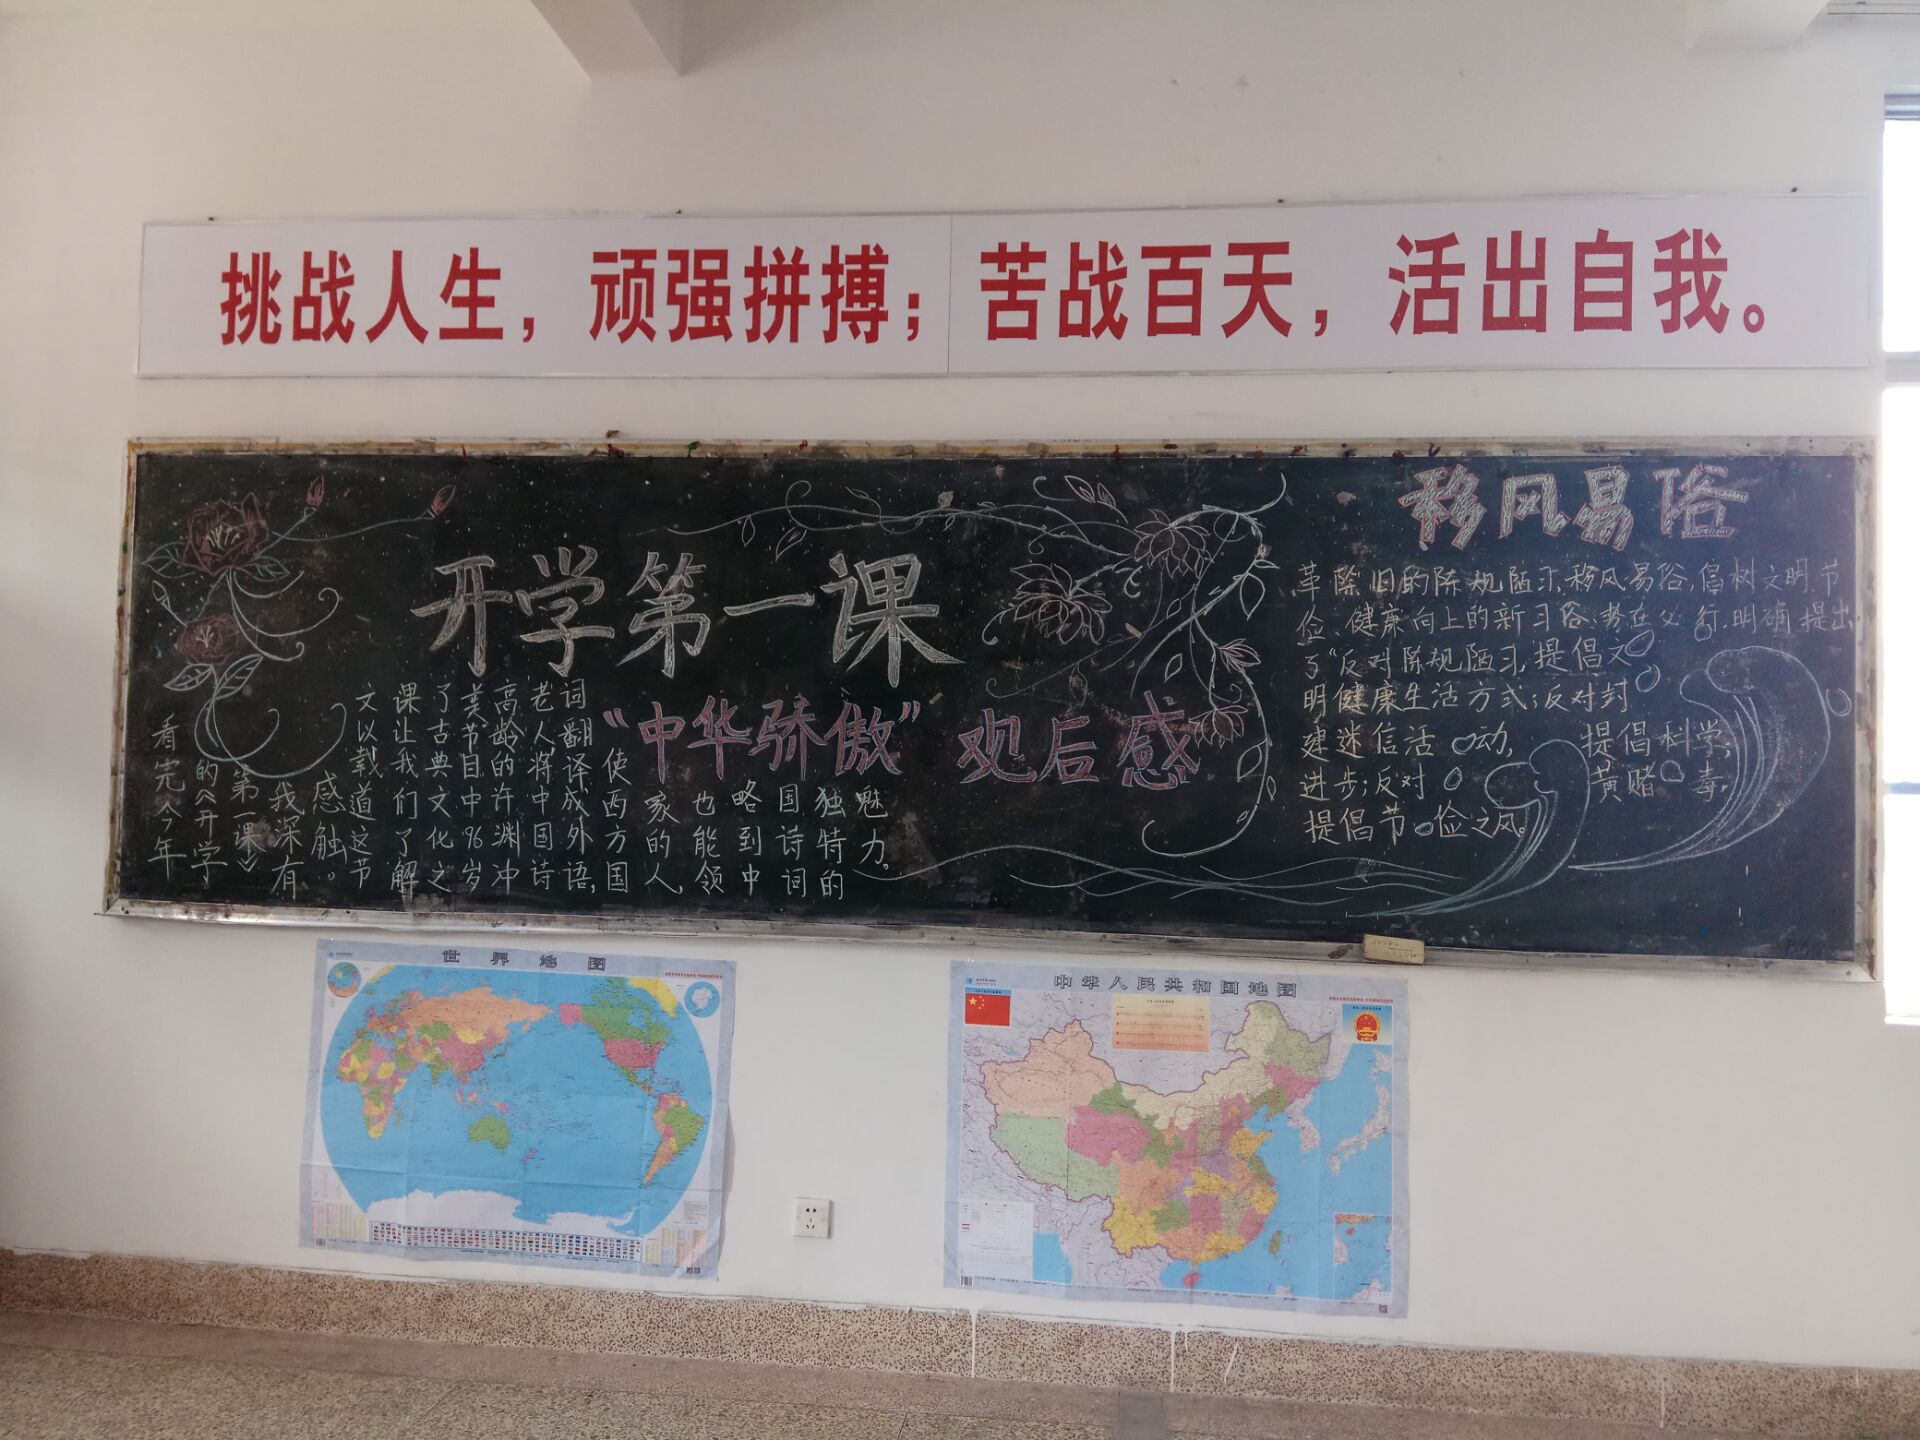 挑战人生，顽强拼搏；苦战百天，活出自我。
开学第一课
“中华骄傲”观后感
看完今年
的《开学
第一课》
我深有
感触。
文以载道这节
课让我们了解
了古典文化之
美节目中96岁
高龄的许渊冲
老人将中国诗
词翻译成外语,
使西方国
家的人,
也能领
略到中
国诗词
独特的
魅力。
移风易俗
革除旧的陈规陋习,移风易俗,倡树文明节
俭、健康向上的新习俗,势在必行,明确提出
了“反对陈规陋习,提倡文
明健康生活方式;反对封
建迷信活动, 提倡科学,
进步;反对 黄赌毒,
提倡节俭之风。
世界地图
中华人民共和国地图